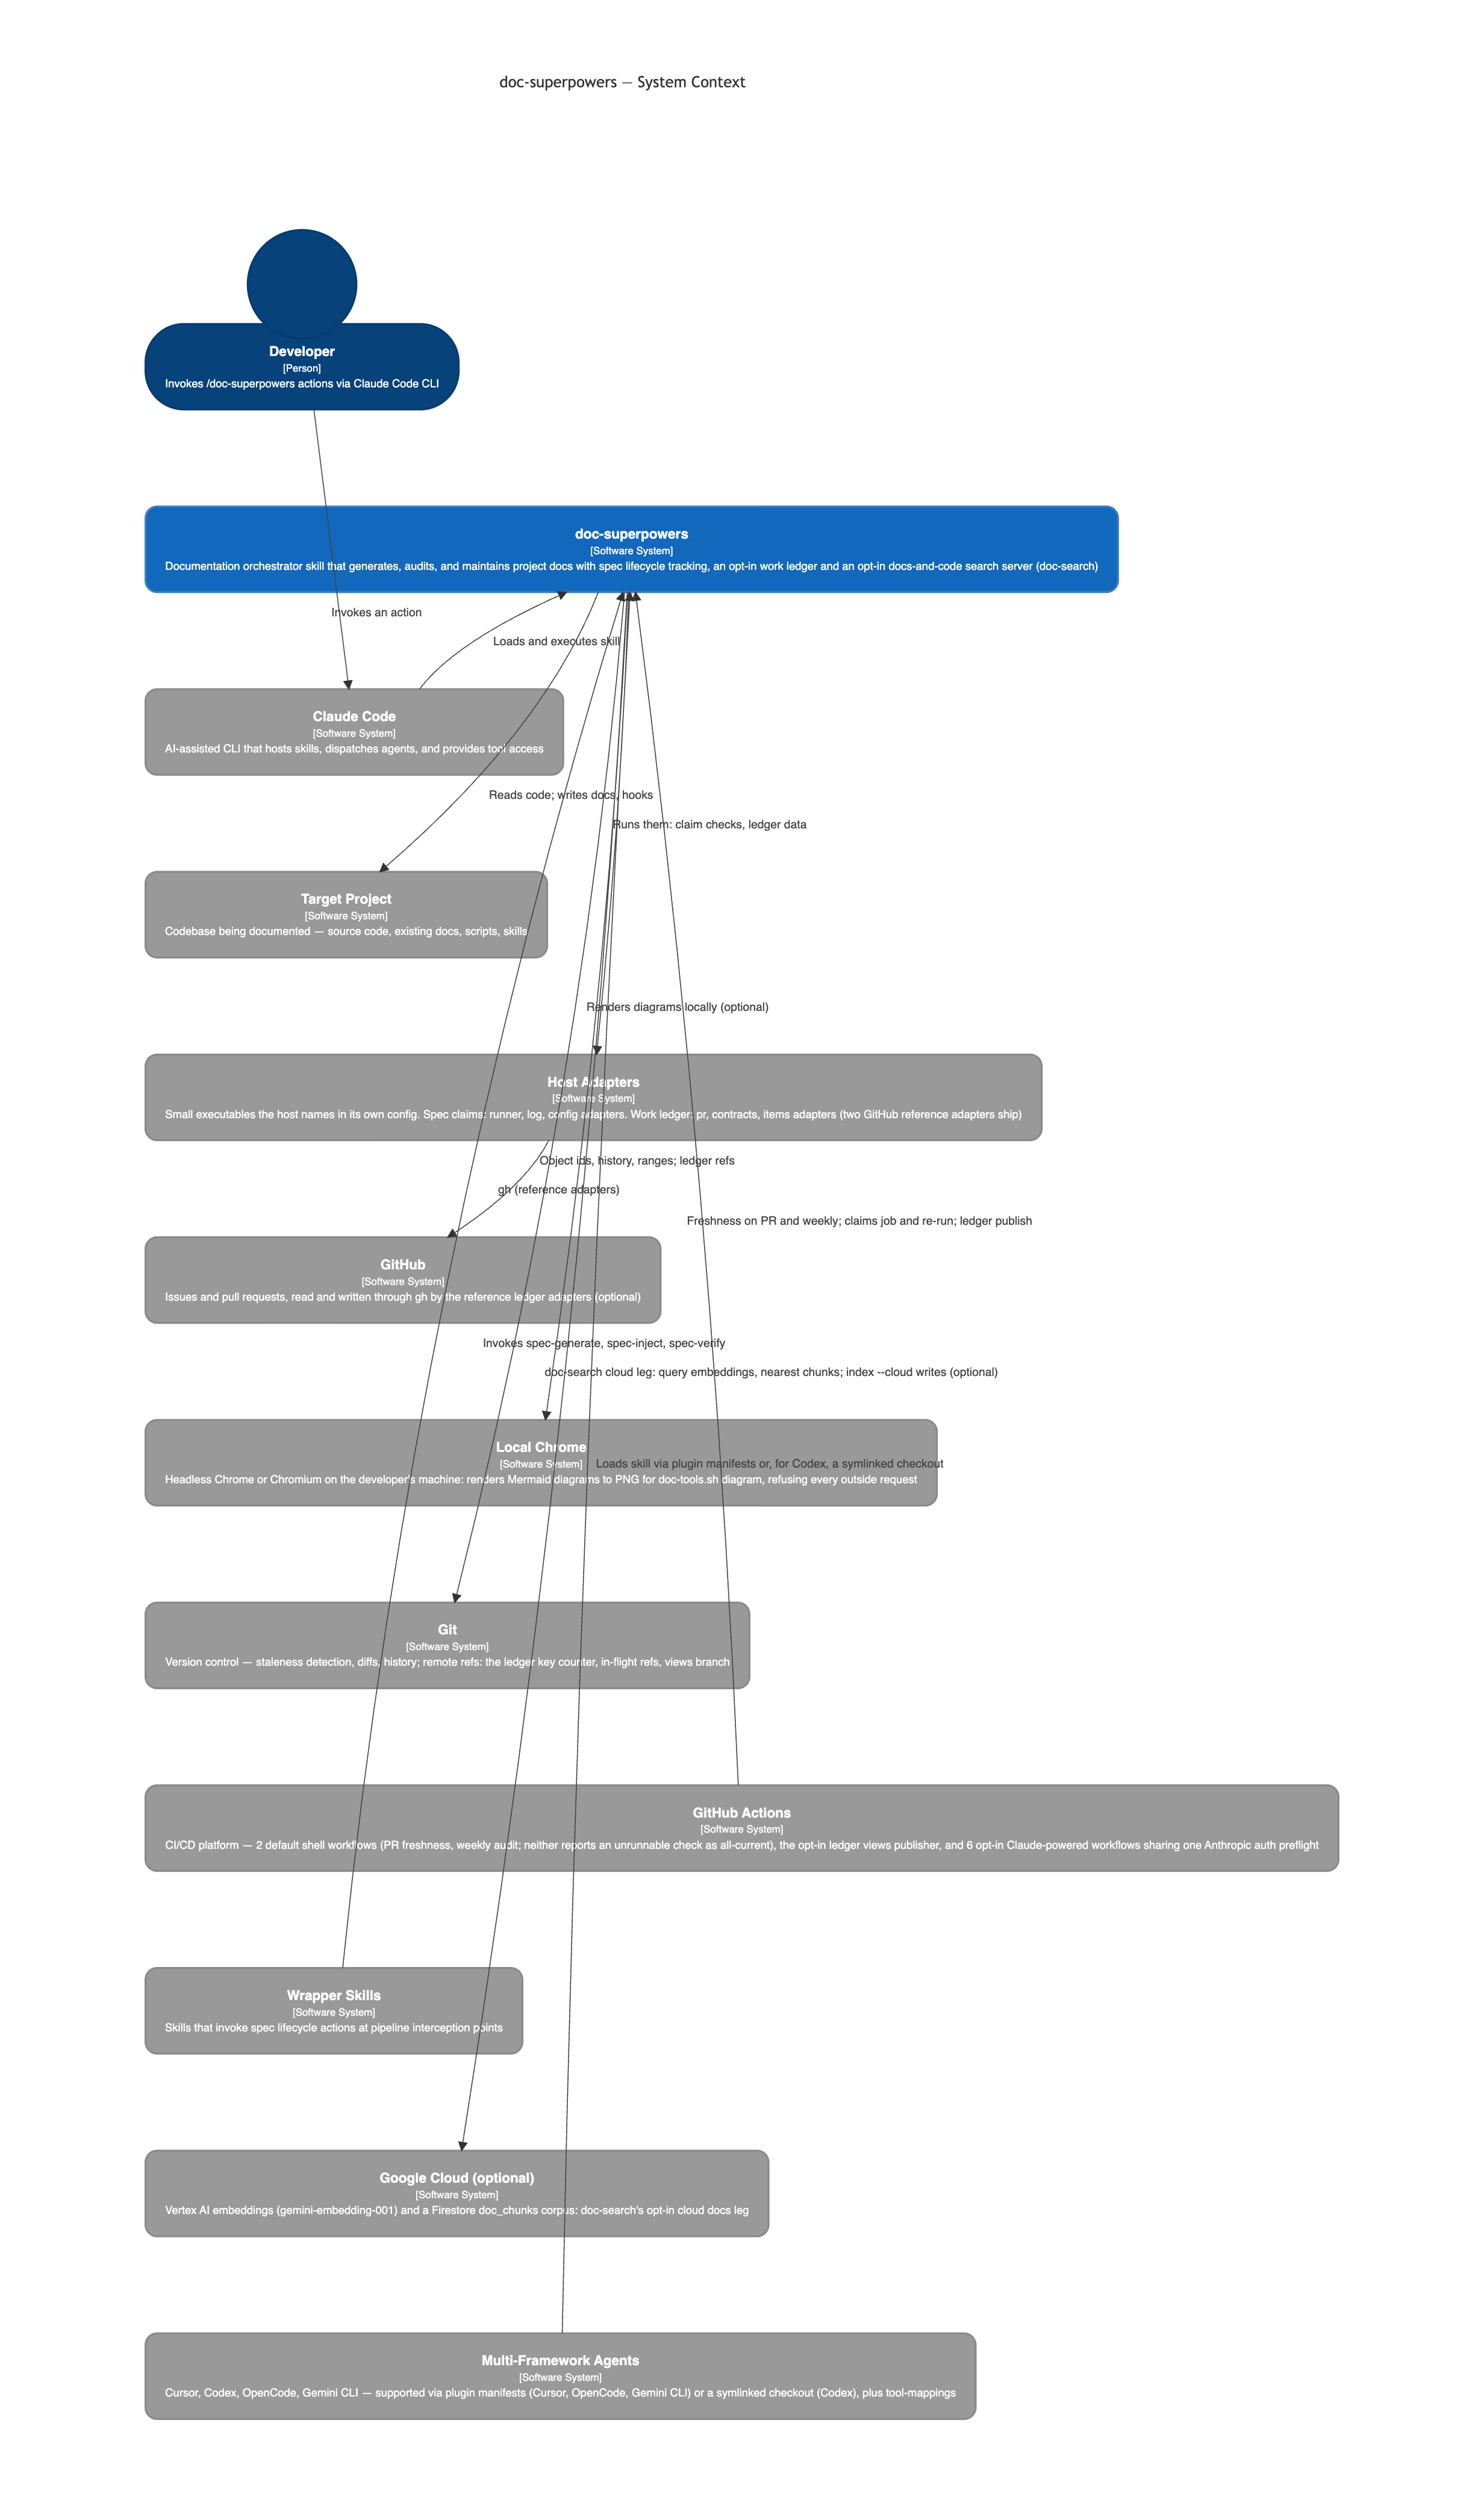 doc-superpowers — System Context
Developer
[Person]
Invokes /doc-superpowers actions via Claude Code CLI
doc-superpowers
[Software System]
Documentation orchestrator skill that generates, audits, and maintains project docs with spec lifecycle tracking, an opt-in work ledger and an opt-in docs-and-code search server (doc-search)
Invokes an action
Loads and executes skill
Claude Code
[Software System]
AI-assisted CLI that hosts skills, dispatches agents, and provides tool access
Reads code; writes docs, hooks
Runs them: claim checks, ledger data
Target Project
[Software System]
Codebase being documented — source code, existing docs, scripts, skills
Renders diagrams locally (optional)
Host Adapters
[Software System]
Small executables the host names in its own config. Spec claims: runner, log, config adapters. Work ledger: pr, contracts, items adapters (two GitHub reference adapters ship)
Object ids, history, ranges; ledger refs
gh (reference adapters)
Freshness on PR and weekly; claims job and re-run; ledger publish
GitHub
[Software System]
Issues and pull requests, read and written through gh by the reference ledger adapters (optional)
Invokes spec-generate, spec-inject, spec-verify
doc-search cloud leg: query embeddings, nearest chunks; index --cloud writes (optional)
Local Chrome
[Software System]
Loads skill via plugin manifests or, for Codex, a symlinked checkout
Headless Chrome or Chromium on the developer's machine: renders Mermaid diagrams to PNG for doc-tools.sh diagram, refusing every outside request
Git
[Software System]
Version control — staleness detection, diffs, history; remote refs: the ledger key counter, in-flight refs, views branch
GitHub Actions
[Software System]
CI/CD platform — 2 default shell workflows (PR freshness, weekly audit; neither reports an unrunnable check as all-current), the opt-in ledger views publisher, and 6 opt-in Claude-powered workflows sharing one Anthropic auth preflight
Wrapper Skills
[Software System]
Skills that invoke spec lifecycle actions at pipeline interception points
Google Cloud (optional)
[Software System]
Vertex AI embeddings (gemini-embedding-001) and a Firestore doc_chunks corpus: doc-search's opt-in cloud docs leg
Multi-Framework Agents
[Software System]
Cursor, Codex, OpenCode, Gemini CLI — supported via plugin manifests (Cursor, OpenCode, Gemini CLI) or a symlinked checkout (Codex), plus tool-mappings